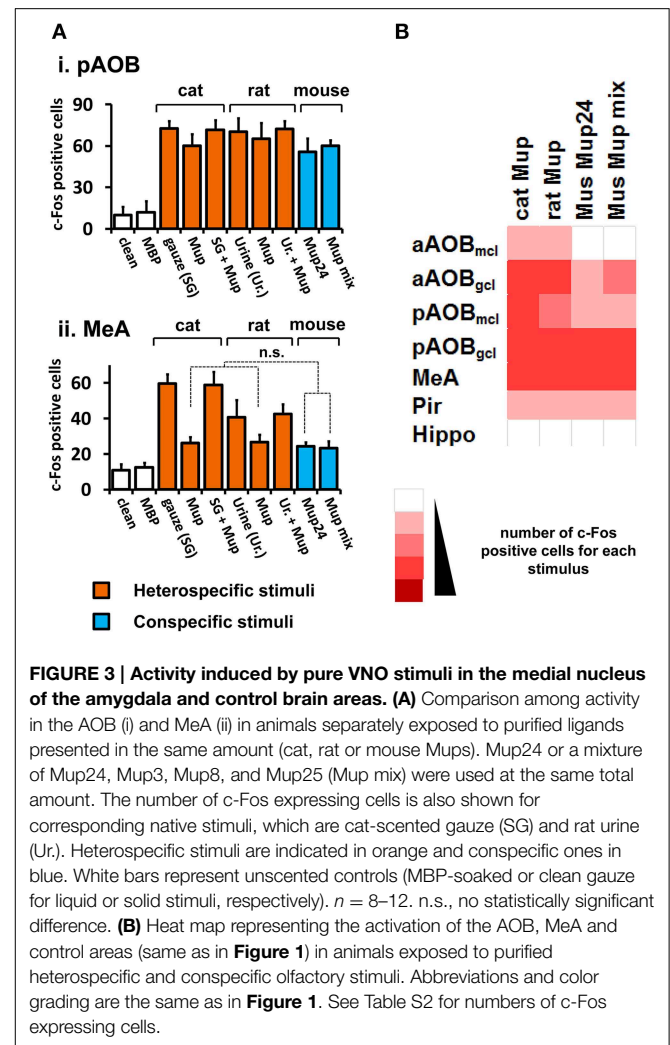 A
i. pAOB
cat rat mouse
c-Fos positive cells
90
60
30
0
clean
MBP
gauze (SG)
Mup
SG + Mup
Urine (Ur.)
Mup
Ur. + Mup
Mup24
Mup mix
ii. MeA
cat rat mouse
n.s.
c-Fos positive cells
60
40
20
0
clean
MBP
gauze (SG)
Mup
SG + Mup
Urine (Ur.)
Mup
Ur. + Mup
Mup24
Mup mix
Heterospecific stimuli
Conspecific stimuli
B
cat Mup
rat Mup
Mus Mup24
Mus Mup mix
aAOBmcl
aAOBgcl
pAOBmcl
pAOBgcl
MeA
Pir
Hippo
number of c-Fos
positive cells for each
stimulus
FIGURE 3 | Activity induced by pure VNO stimuli in the medial nucleus
of the amygdala and control brain areas. (A) Comparison among activity
in the AOB (i) and MeA (ii) in animals separately exposed to purified ligands
presented in the same amount (cat, rat or mouse Mups). Mup24 or a mixture
of Mup24, Mup3, Mup8, and Mup25 (Mup mix) were used at the same total
amount. The number of c-Fos expressing cells is also shown for
corresponding native stimuli, which are cat-scented gauze (SG) and rat urine
(Ur.). Heterospecific stimuli are indicated in orange and conspecific ones in
blue. White bars represent unscented controls (MBP-soaked or clean gauze
for liquid or solid stimuli, respectively). n = 8–12. n.s., no statistically significant
difference. (B) Heat map representing the activation of the AOB, MeA and
control areas (same as in Figure 1) in animals exposed to purified
heterospecific and conspecific olfactory stimuli. Abbreviations and color
grading are the same as in Figure 1. See Table S2 for numbers of c-Fos
expressing cells.